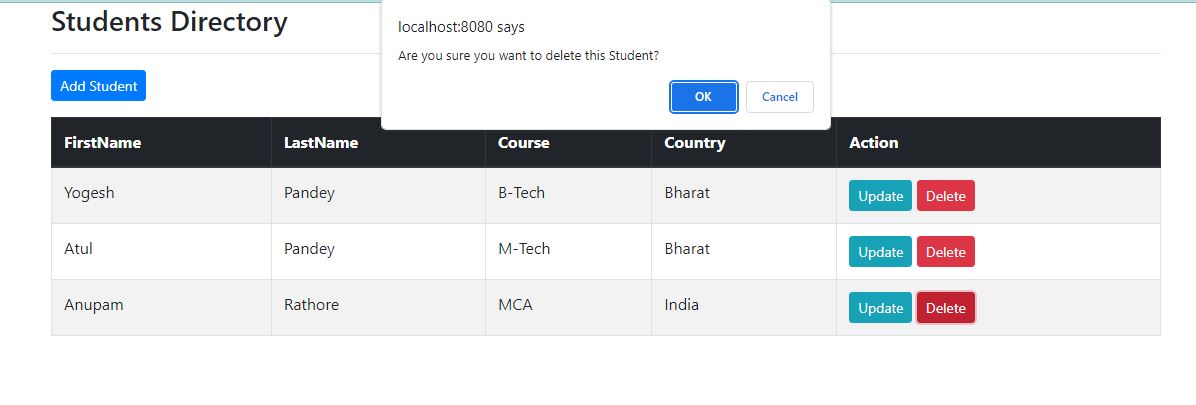 Students Directory
localhost:8080 says
Are you sure you want to delete this Student?
OK Cancel
Add Student
FirstName LastName Course Country Action
Yogesh Pandey B-Tech Bharat Update Delete
Atul Pandey M-Tech Bharat Update Delete
Anupam Rathore MCA India Update Delete